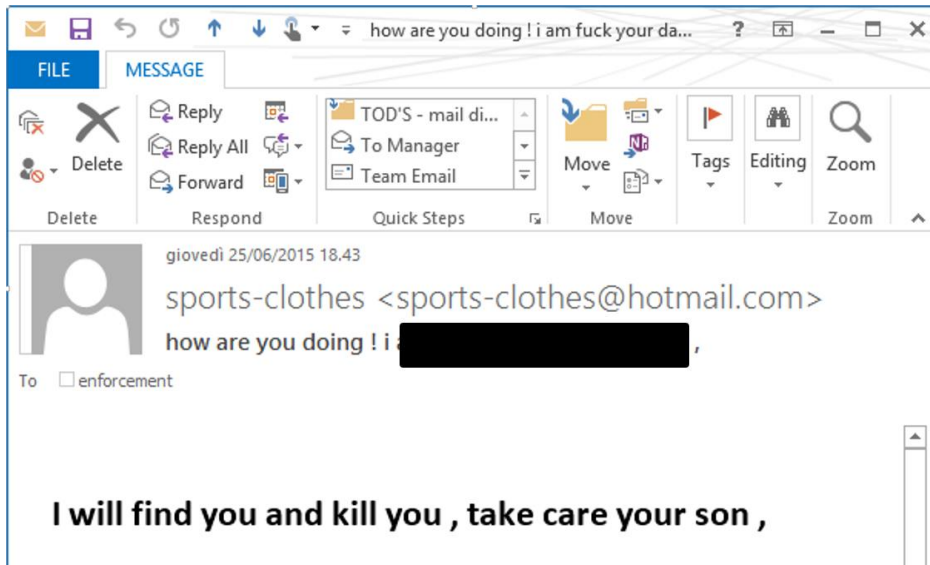 how are you doing ! i am fuck your da... ?
FILE MESSAGE
Reply
Reply All
Forward
Delete
TOD'S - mail di...
To Manager
Team Email
Move
Tags
Editing
Zoom
Delete Respond Quick Steps Move Zoom
giovedì 25/06/2015 18.43
sports-clothes <sports-clothes@hotmail.com>
how are you doing ! i ,
To enforcement
I will find you and kill you , take care your son ,